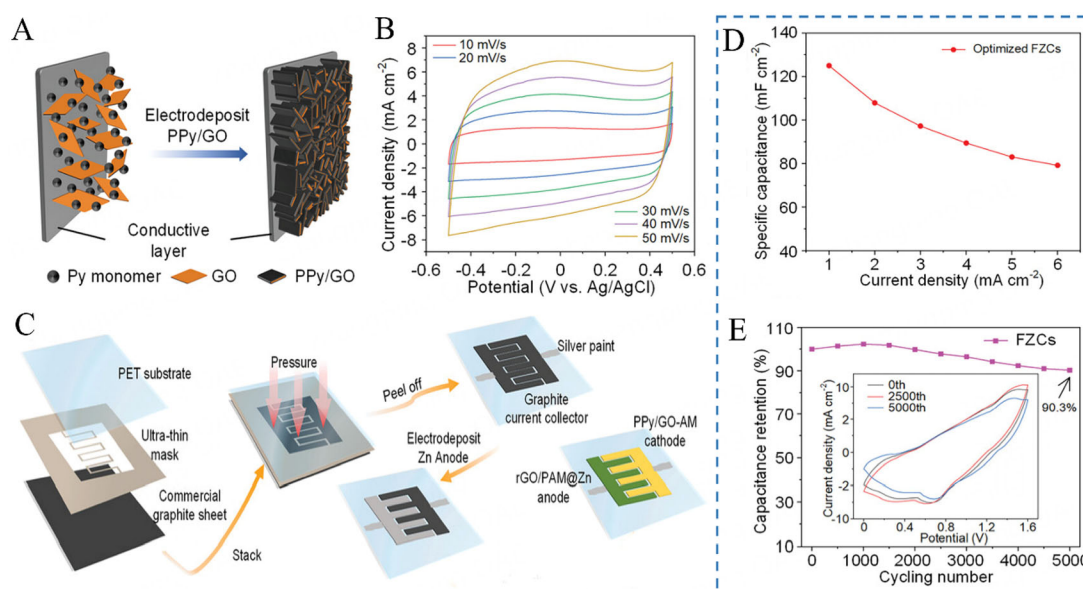 A
Electrodeposit
PPy/GO
Conductive
layer
Py monomer
GO
PPy/GO
B
Current density (mA cm⁻²)
8
6
4
2
0
-2
-4
-6
-8
10 mV/s
20 mV/s
30 mV/s
40 mV/s
50 mV/s
-0.6
-0.4
-0.2
0
0.2
0.4
0.6
Potential (V vs. Ag/AgCl)
C
PET substrate
Ultra-thin
mask
Commercial
graphite sheet
Stack
Pressure
Peel off
Silver paint
Graphite
current collector
Electrodeposit
Zn Anode
PPy/GO-AM
cathode
rGO/PAM@Zn
anode
D
Specific capacitance (mF cm⁻²)
140
120
100
80
60
40
Optimized FZCs
1
2
3
4
5
6
Current density (mA cm⁻²)
E
Capacitance retention (%)
110
90
70
50
30
10
FZCs
90.3%
Current density (mA cm⁻²)
10
2
0
-2
-10
0th
2500th
5000th
0
0.4
0.8
1.2
1.6
Potential (V)
0
1000
2000
3000
4000
5000
Cycling number